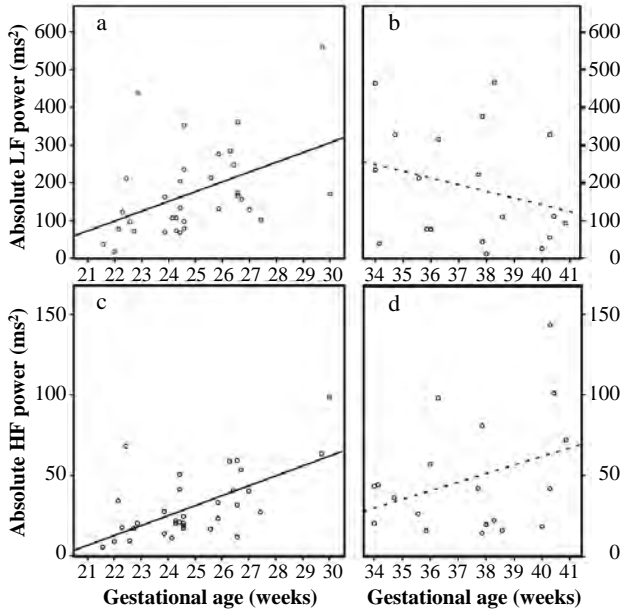 a b
Absolute LF power (ms²)
600 600
500 500
400 400
300 300
200 200
100 100
0 0
21 22 23 24 25 26 27 28 29 30 34 35 36 37 38 39 40 41
c d
Absolute HF power (ms²)
150 150
100 100
50 50
0 0
21 22 23 24 25 26 27 28 29 30 34 35 36 37 38 39 40 41
Gestational age (weeks) Gestational age (weeks)